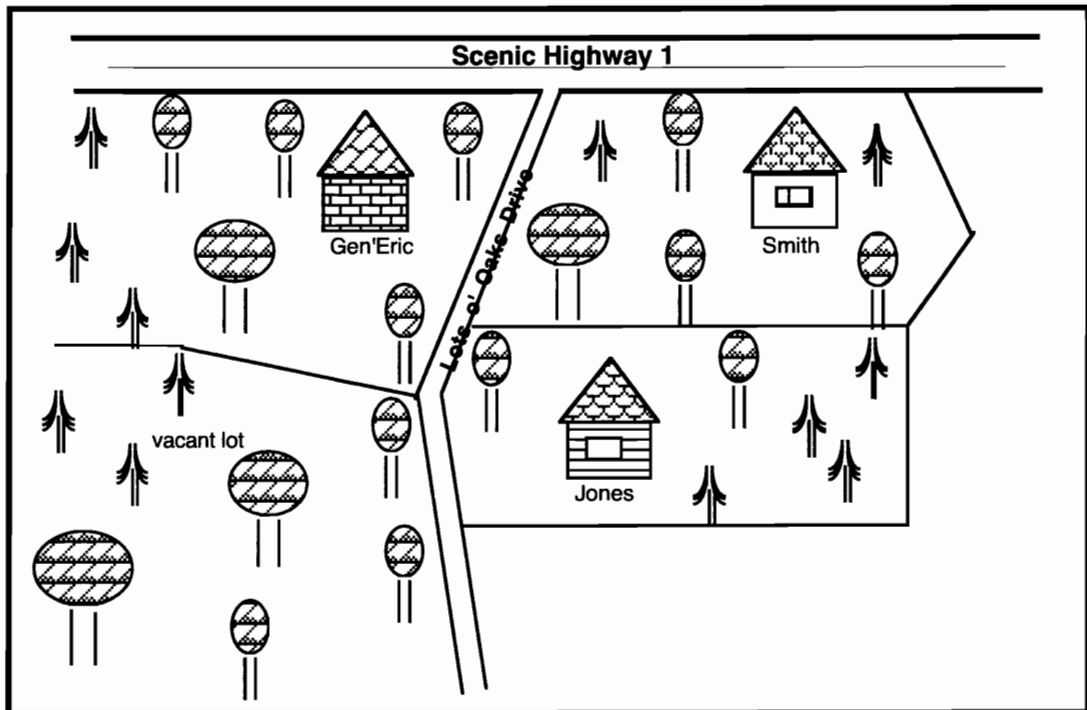 Scenic Highway 1
Lots o' Oaks Drive
Gen'Eric
Smith
vacant lot
Jones